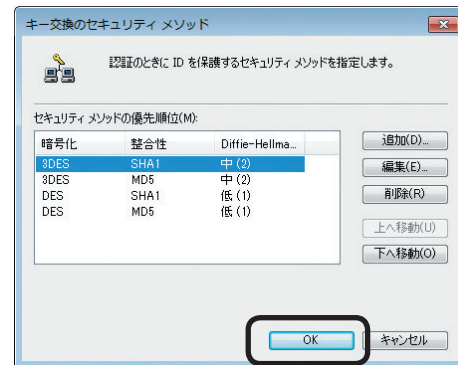 キー交換のセキュリティ メソッド
認証のときに ID を保護するセキュリティ メソッドを指定します。
セキュリティ メソッドの優先順位(M):
暗号化 整合性 Diffie-Hellma...
3DES SHA1 中 (2)
3DES MD5 中 (2)
DES SHA1 低 (1)
DES MD5 低 (1)
追加(D)...
編集(E)...
削除(R)
上へ移動(U)
下へ移動(O)
OK キャンセル